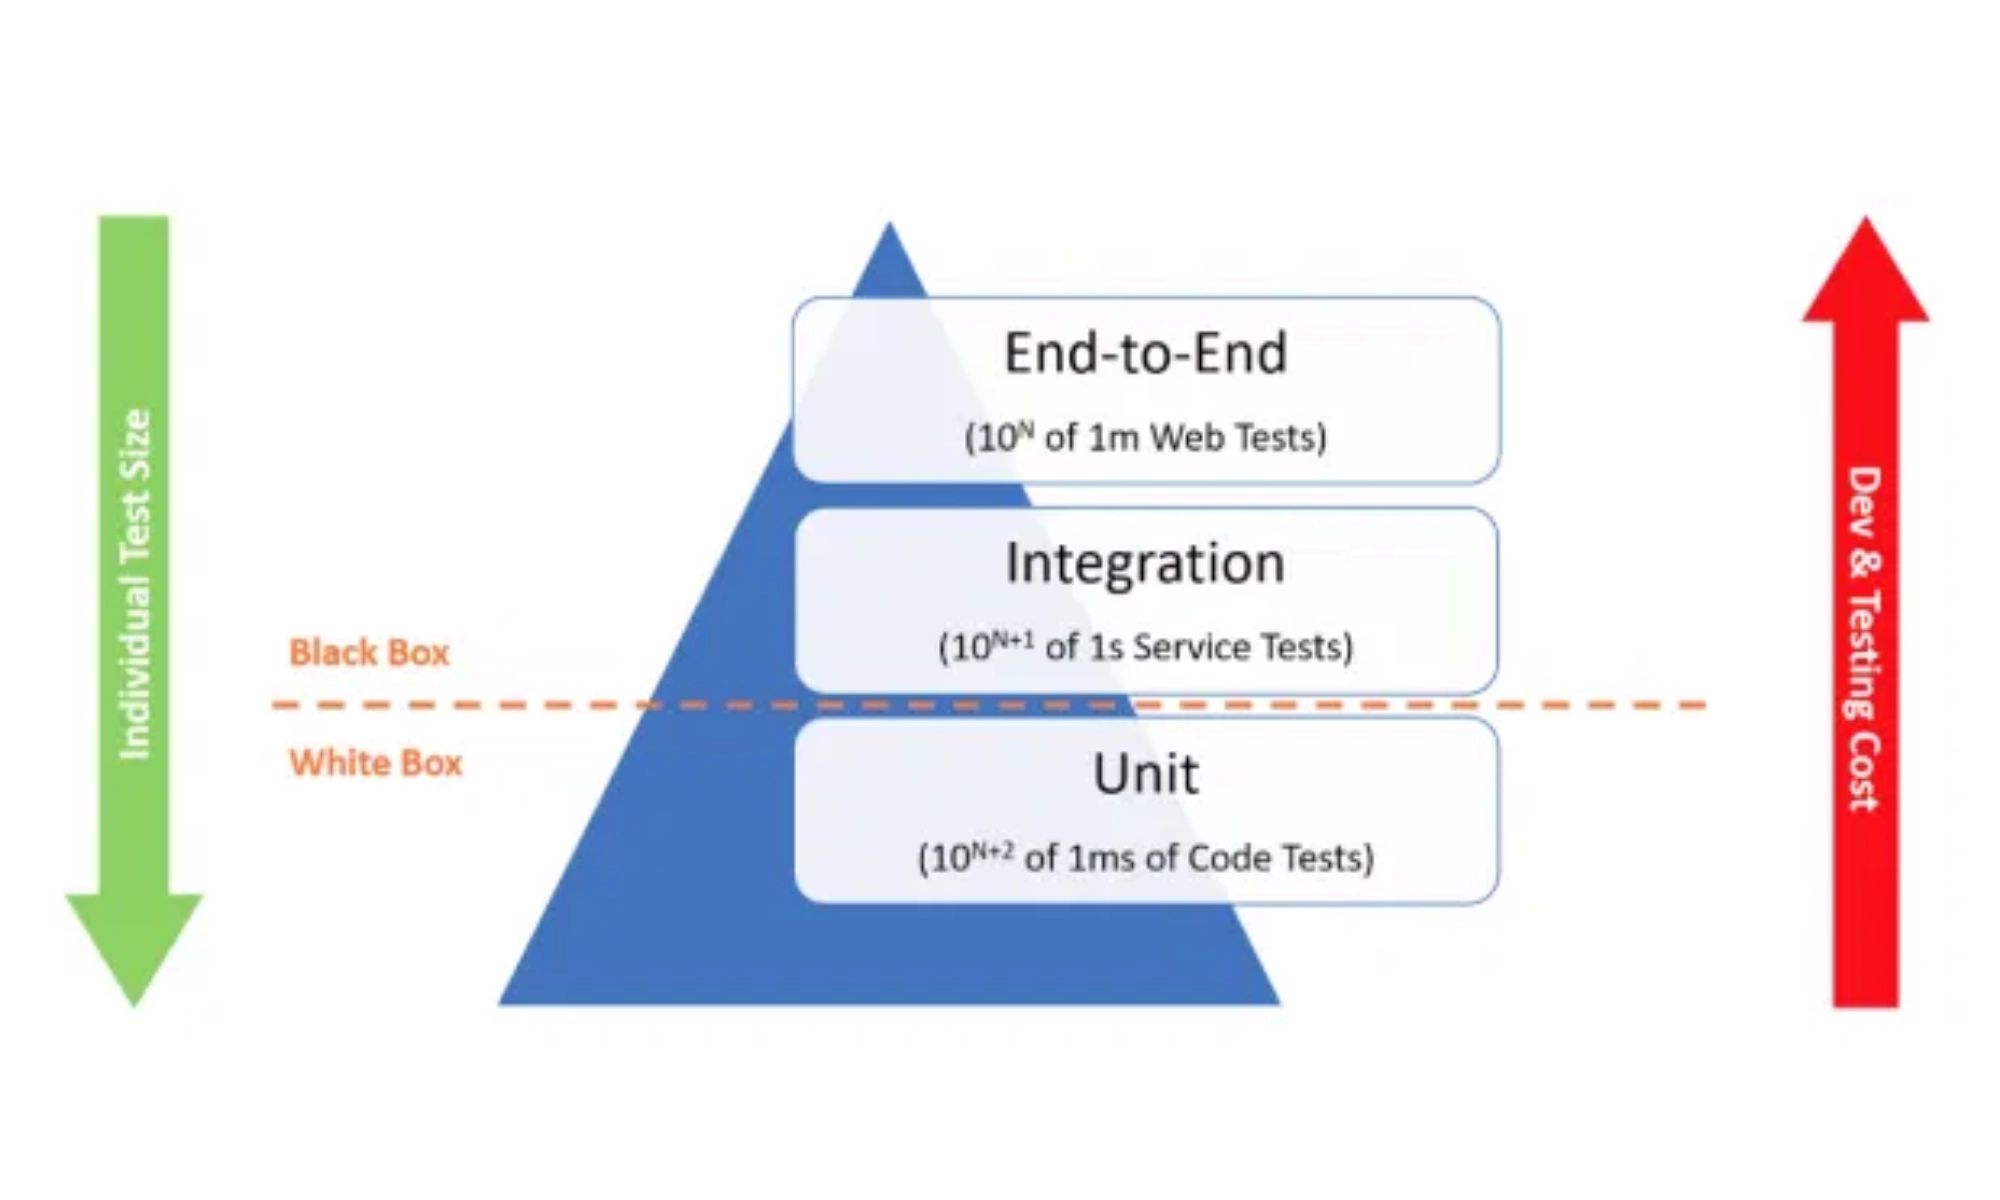 Individual Test Size
End-to-End
(10ᴺ of 1m Web Tests)
Integration
(10ᴺ⁺¹ of 1s Service Tests)
Black Box
White Box
Unit
(10ᴺ⁺² of 1ms of Code Tests)
Dev & Testing Cost